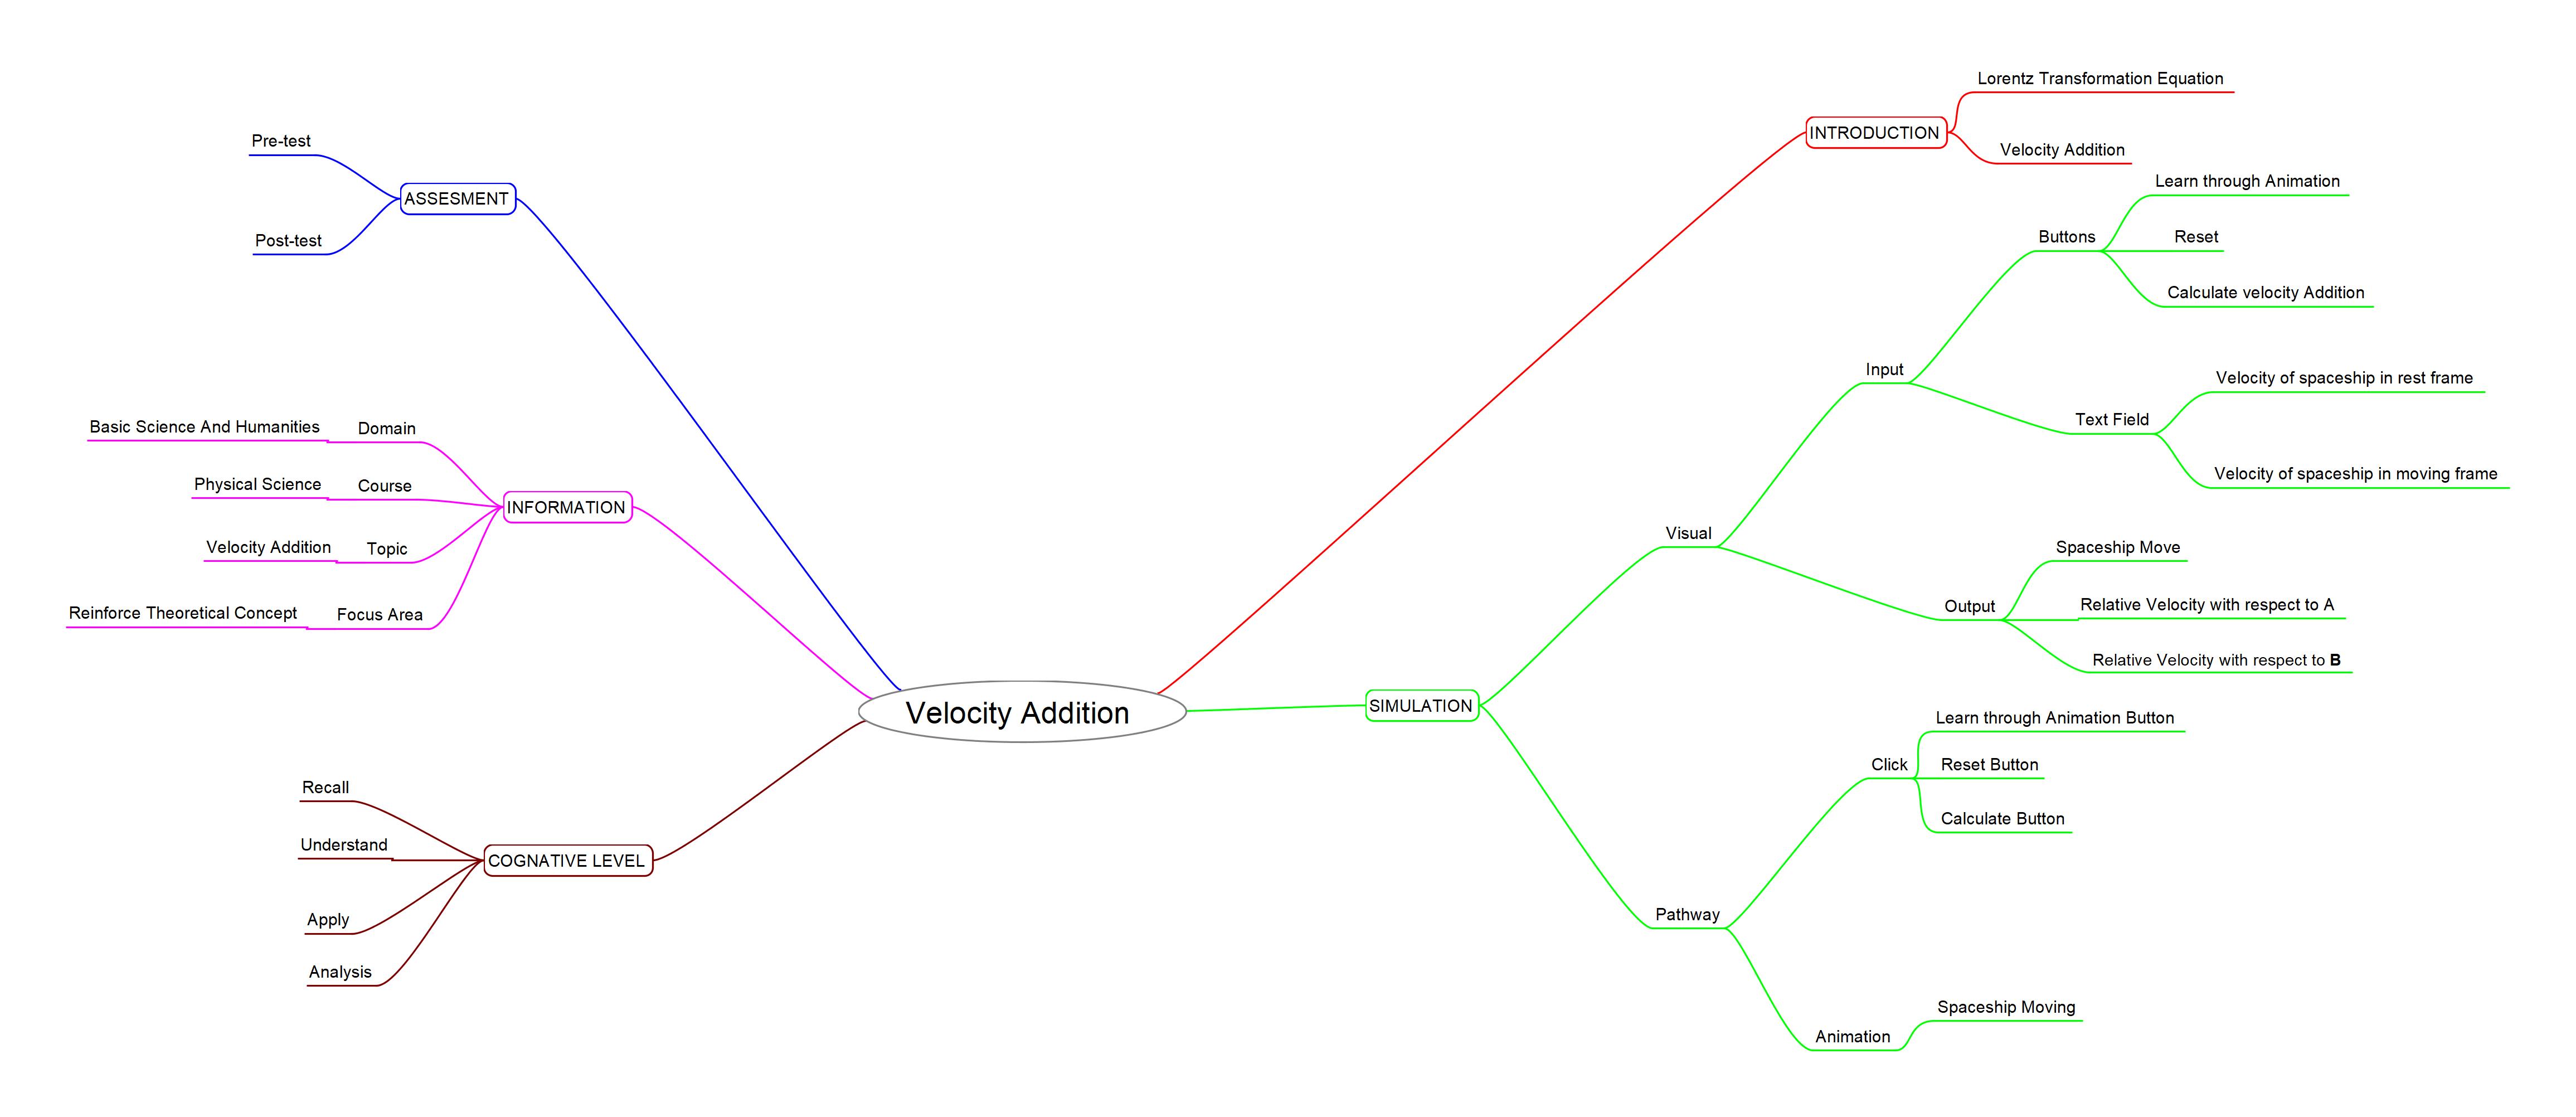 Velocity Addition
INTRODUCTION
Lorentz Transformation Equation
Velocity Addition
SIMULATION
Visual
Input
Buttons
Learn through Animation
Reset
Calculate velocity Addition
Text Field
Velocity of spaceship in rest frame
Velocity of spaceship in moving frame
Output
Spaceship Move
Relative Velocity with respect to A
Relative Velocity with respect to B
Pathway
Click
Learn through Animation Button
Reset Button
Calculate Button
Animation
Spaceship Moving
ASSESMENT
Pre-test
Post-test
INFORMATION
Domain
Basic Science And Humanities
Course
Physical Science
Topic
Velocity Addition
Focus Area
Reinforce Theoretical Concept
COGNATIVE LEVEL
Recall
Understand
Apply
Analysis